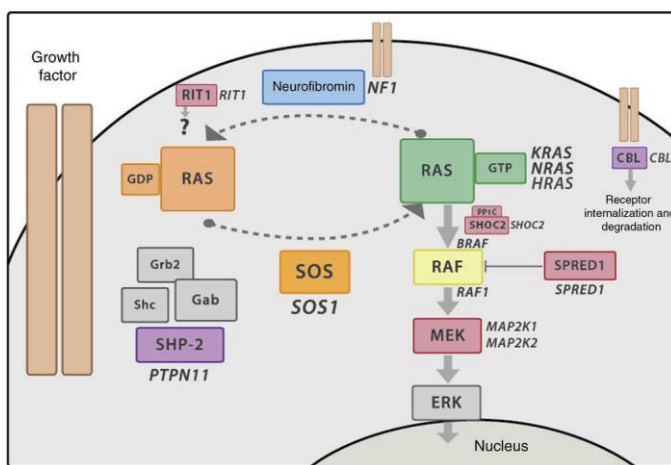 Growth
factor
RIT1 RIT1
?
Neurofibromin NF1
GDP RAS
RAS GTP
KRAS
NRAS
HRAS
CBL CBL
Receptor
internalization and
degradation
PP1C
SHOC2 SHOC2
BRAF
RAF
RAF1
SPRED1
SPRED1
SOS
SOS1
Grb2
Shc Gab
SHP-2
PTPN11
MEK MAP2K1
MAP2K2
ERK
Nucleus